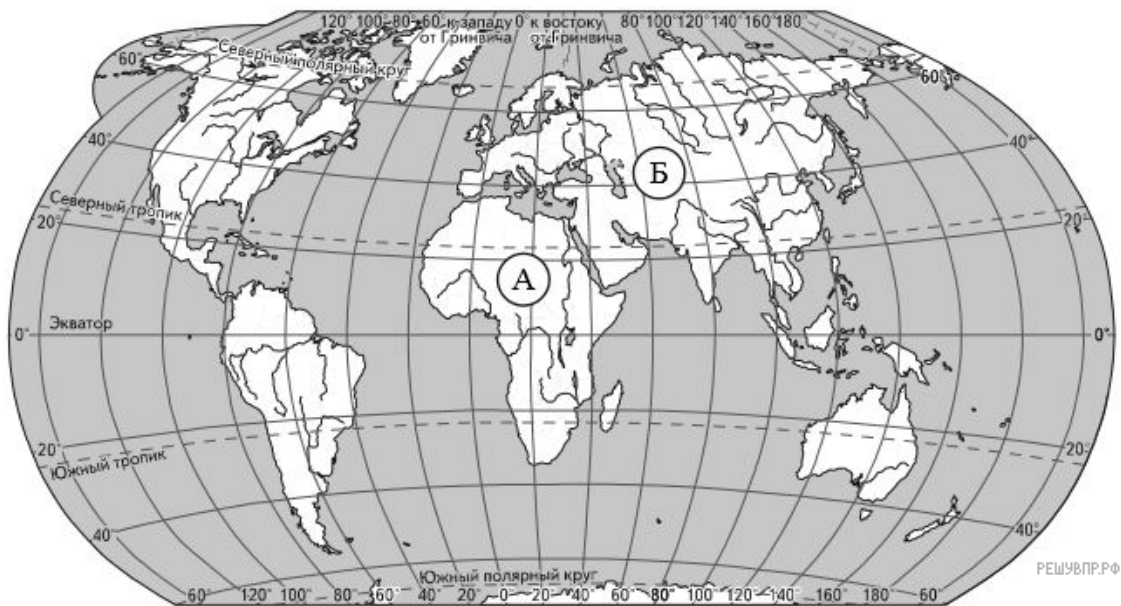 120° 100° 80 60 к западу 0° к востоку 80°100°120° 140° 160° 180
от Гринвича от Гринвича
60°
Северный полярный круг
60°
40°
40°
Б
Северный тропик
20°
20°
А
Экватор
0°
0°
20°
20°
Южный тропик
40°
40°
РЕШУВПР.РФ
Южный полярный круг
60° 120° 100° 80° 60° 40° 20° 0° 20° 40° 60° 80° 100° 120° 140° 160° 60°